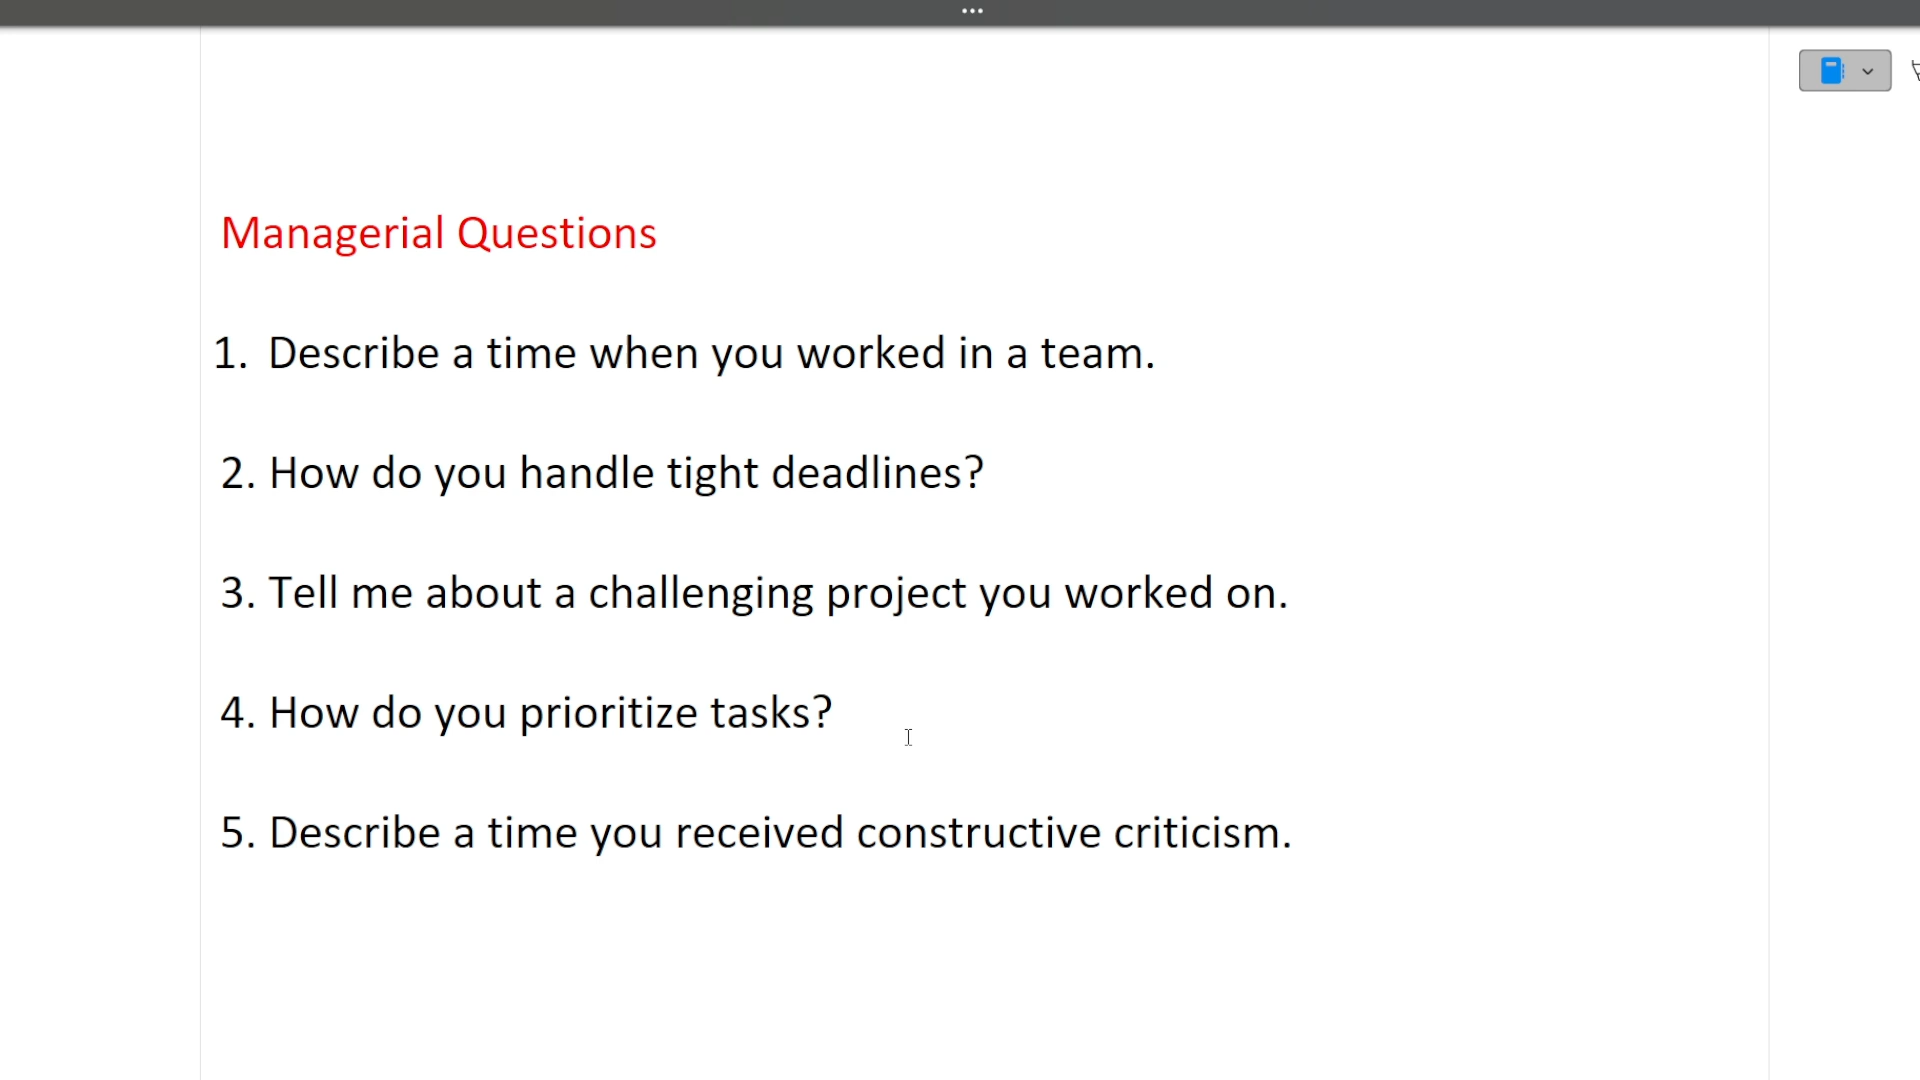 Managerial Questions
1. Describe a time when you worked in a team.
2. How do you handle tight deadlines?
3. Tell me about a challenging project you worked on.
4. How do you prioritize tasks?
5. Describe a time you received constructive criticism.